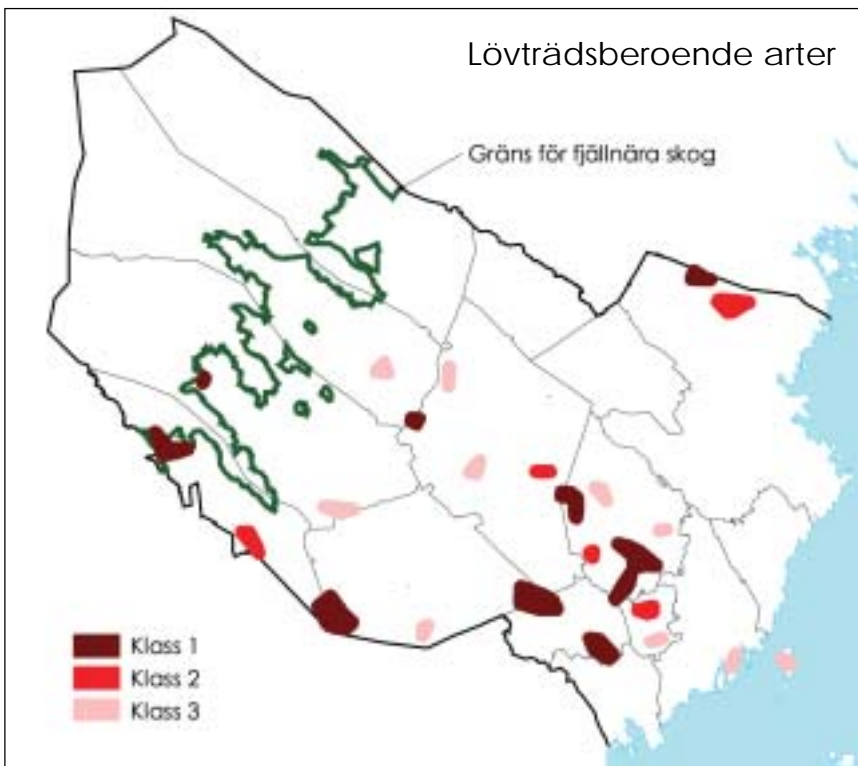 Lövträdsberoende arter
Gräns för fjällnära skog
Klass 1
Klass 2
Klass 3